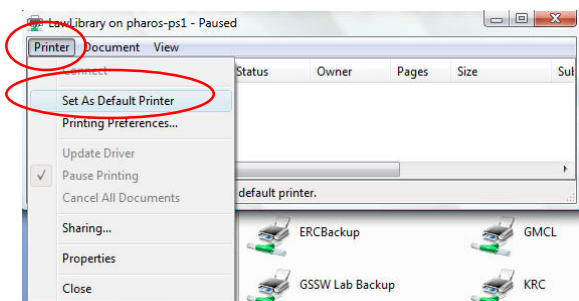 LawLibrary on pharos-ps1 - Paused
Printer Document View
Connect
Status Owner Pages Size Sul
Set As Default Printer
Printing Preferences...
Update Driver
Pause Printing
Cancel All Documents
default printer.
Sharing...
ERCBackup GMCL
Properties
Close
GSSW Lab Backup KRC